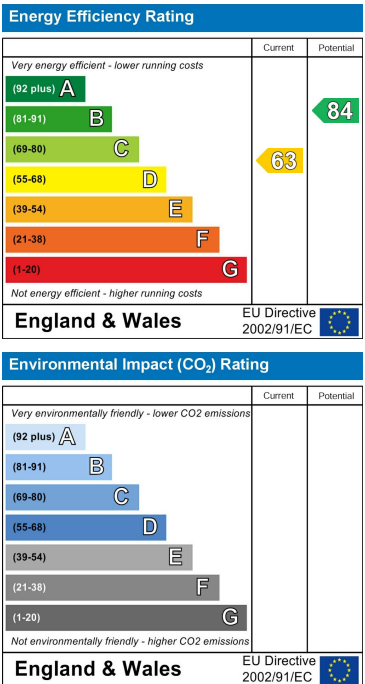 Energy Efficiency Rating
Current Potential
Very energy efficient - lower running costs
(92 plus) A
(81-91) B
(69-80) C
(55-68) D
(39-54) E
(21-38) F
(1-20) G
63
84
Not energy efficient - higher running costs
England & Wales
EU Directive
2002/91/EC
Environmental Impact (CO₂) Rating
Current Potential
Very environmentally friendly - lower CO2 emissions
(92 plus) A
(81-91) B
(69-80) C
(55-68) D
(39-54) E
(21-38) F
(1-20) G
Not environmentally friendly - higher CO2 emissions
England & Wales
EU Directive
2002/91/EC